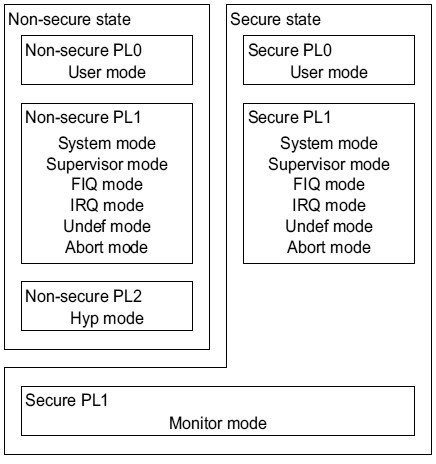 Non-secure state
Non-secure PL0
User mode
Non-secure PL1
System mode
Supervisor mode
FIQ mode
IRQ mode
Undef mode
Abort mode
Non-secure PL2
Hyp mode
Secure state
Secure PL0
User mode
Secure PL1
System mode
Supervisor mode
FIQ mode
IRQ mode
Undef mode
Abort mode
Secure PL1
Monitor mode